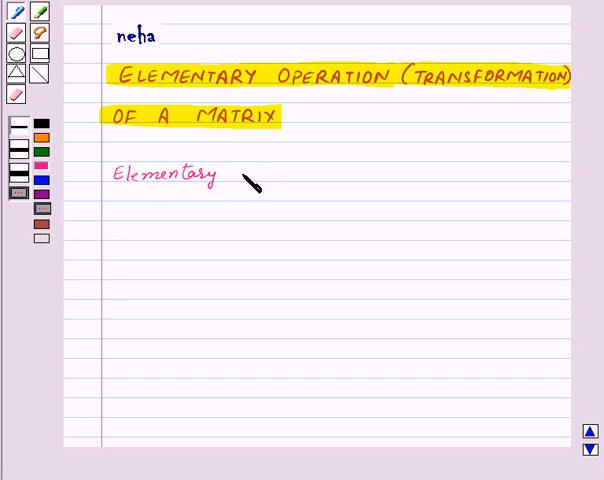 neha
ELEMENTARY OPERATION (TRANSFORMATION)
OF A MATRIX
Elementary